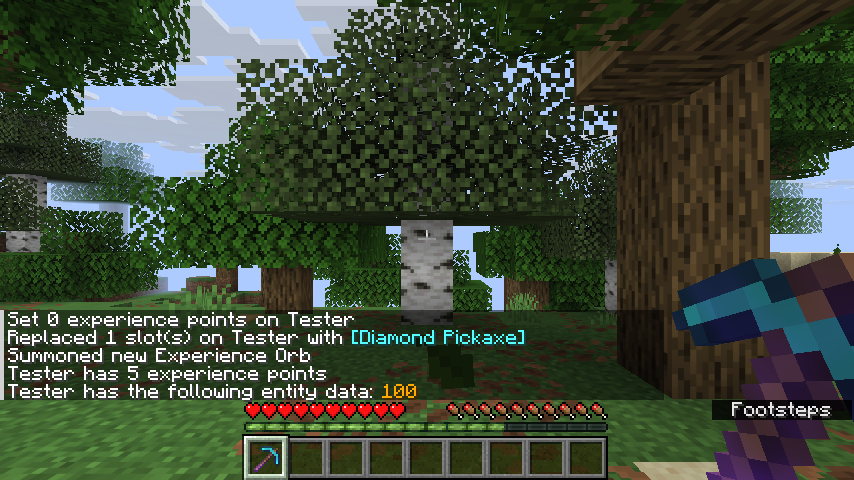 Set 0 experience points on Tester
Replaced 1 slot(s) on Tester with [Diamond Pickaxe]
Summoned new Experience Orb
Tester has 5 experience points
Tester has the following entity data: 100
Footsteps